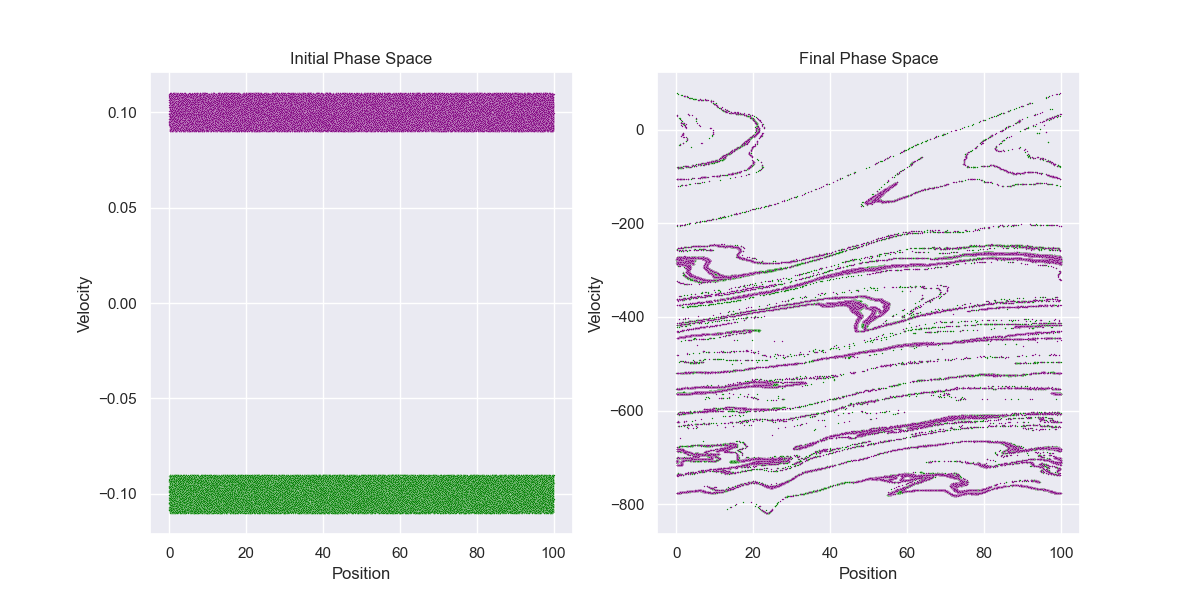 Initial Phase Space
Velocity
0.10
0.05
0.00
−0.05
−0.10
0 20 40 60 80 100
Position
Final Phase Space
Velocity
0
−200
−400
−600
−800
0 20 40 60 80 100
Position